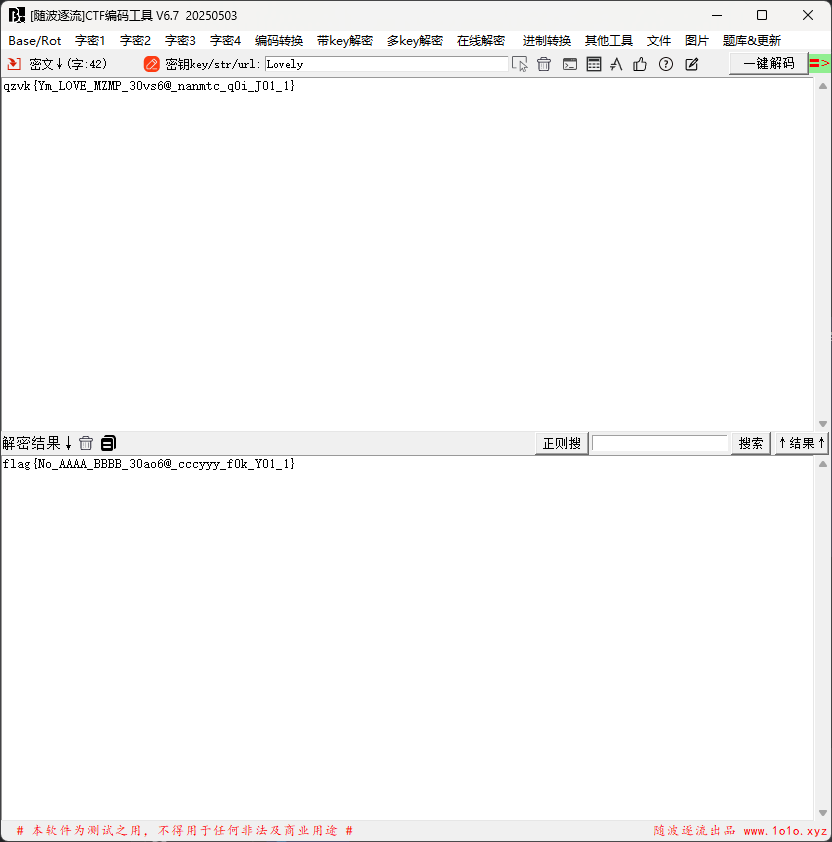 [随波逐流]CTF编码工具 V6.7 20250503
Base/Rot 字密1 字密2 字密3 字密4 编码转换 带key解密 多key解密 在线解密 进制转换 其他工具 文件 图片 题库&更新
密文↓(字:42) 密钥key/str/url: Lovely 一键解码 =>
qzvk{Ym_LOVE_MZMP_30vs6@_nanmtc_q0i_J01_1}
解密结果↓ 正则搜 搜索 ↑结果↑
flag{No_AAAA_BBBB_30ao6@_cccyyy_f0k_Y01_1}
# 本软件为测试之用，不得用于任何非法及商业用途 # 随波逐流出品 www.1o1o.xyz